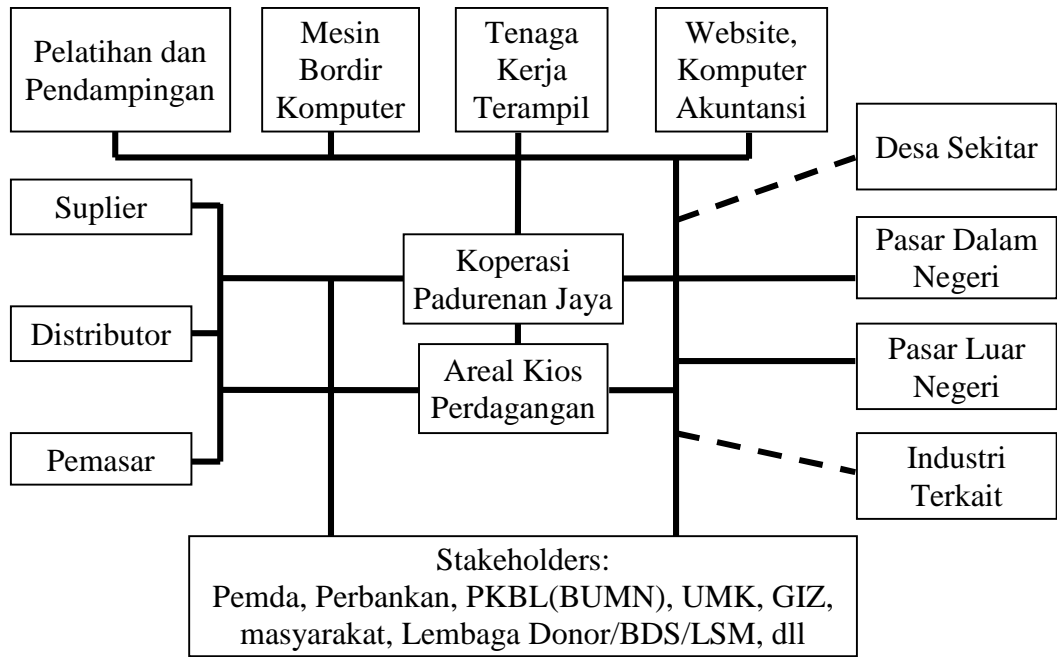 Pelatihan dan
Pendampingan
Mesin
Bordir
Komputer
Tenaga
Kerja
Terampil
Website,
Komputer
Akuntansi
Desa Sekitar
Suplier
Koperasi
Padurenan Jaya
Pasar Dalam
Negeri
Distributor
Areal Kios
Perdagangan
Pasar Luar
Negeri
Pemasar
Industri
Terkait
Stakeholders:
Pemda, Perbankan, PKBL(BUMN), UMK, GIZ,
masyarakat, Lembaga Donor/BDS/LSM, dll